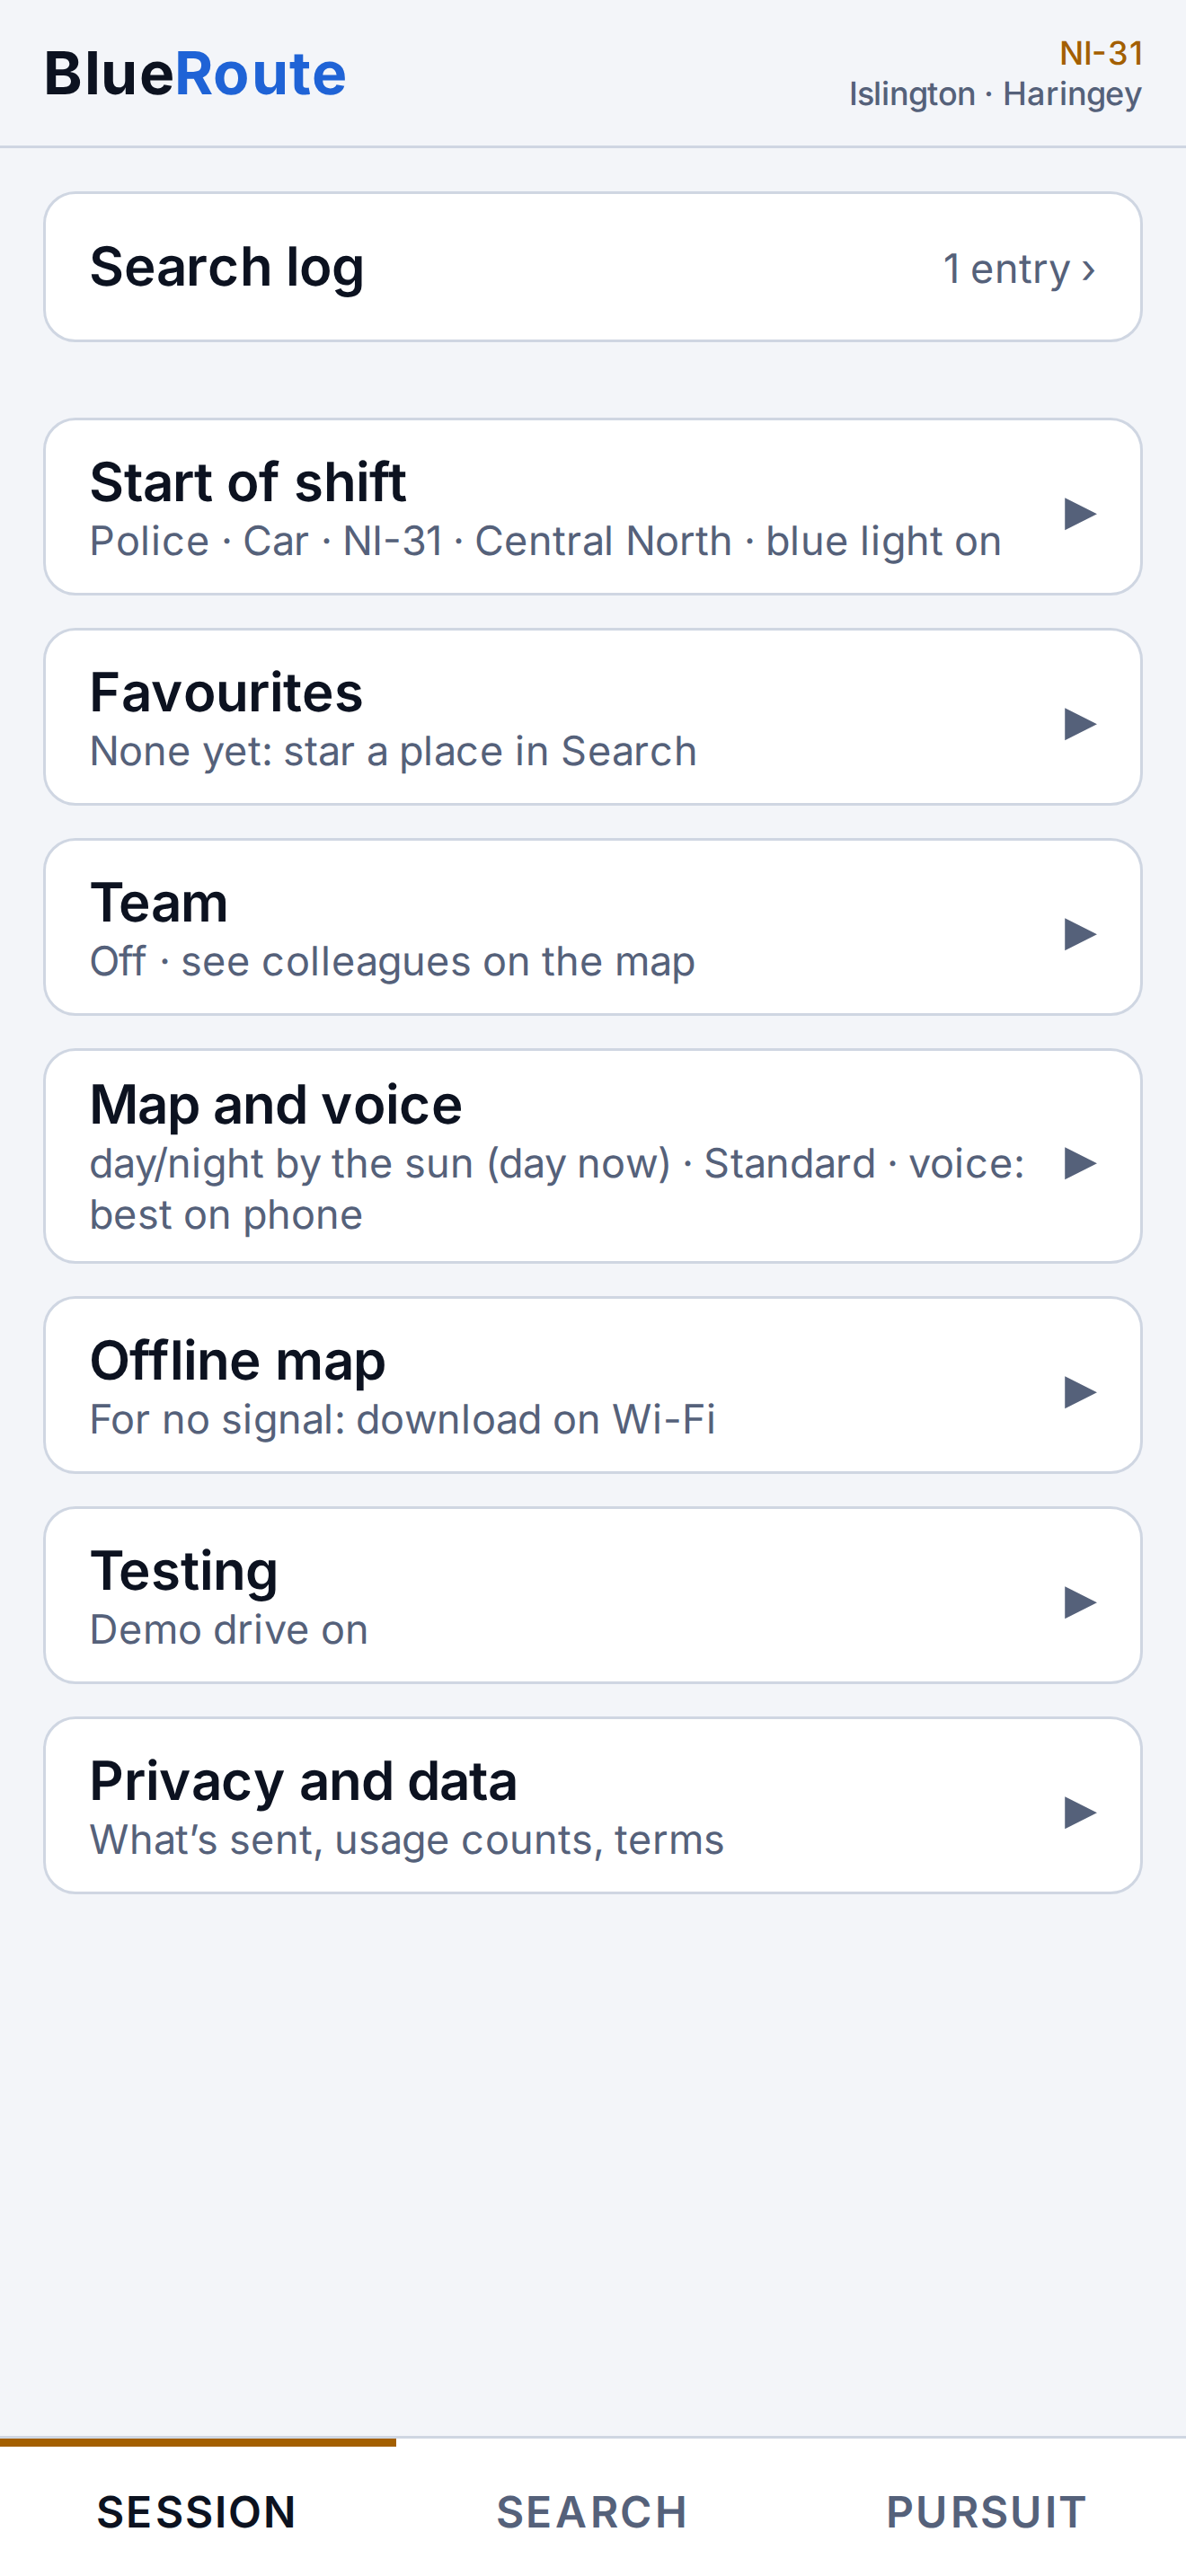 BlueRoute
NI-31
Islington · Haringey
Search log
1 entry ›
Start of shift
Police · Car · NI-31 · Central North · blue light on
Favourites
None yet: star a place in Search
Team
Off · see colleagues on the map
Map and voice
day/night by the sun (day now) · Standard · voice:
best on phone
Offline map
For no signal: download on Wi-Fi
Testing
Demo drive on
Privacy and data
What’s sent, usage counts, terms
SESSION
SEARCH
PURSUIT